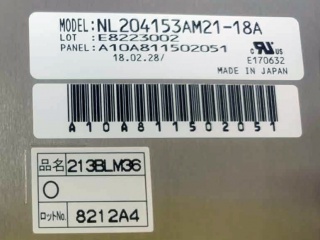 MODEL:NL204153AM21-18A
LOT : E8223002
PANEL: A10A811502051
18.02.28/
E170632
MADE IN JAPAN
A10A811502051
品名 213BLM36
○
ロットNo. 8212A4